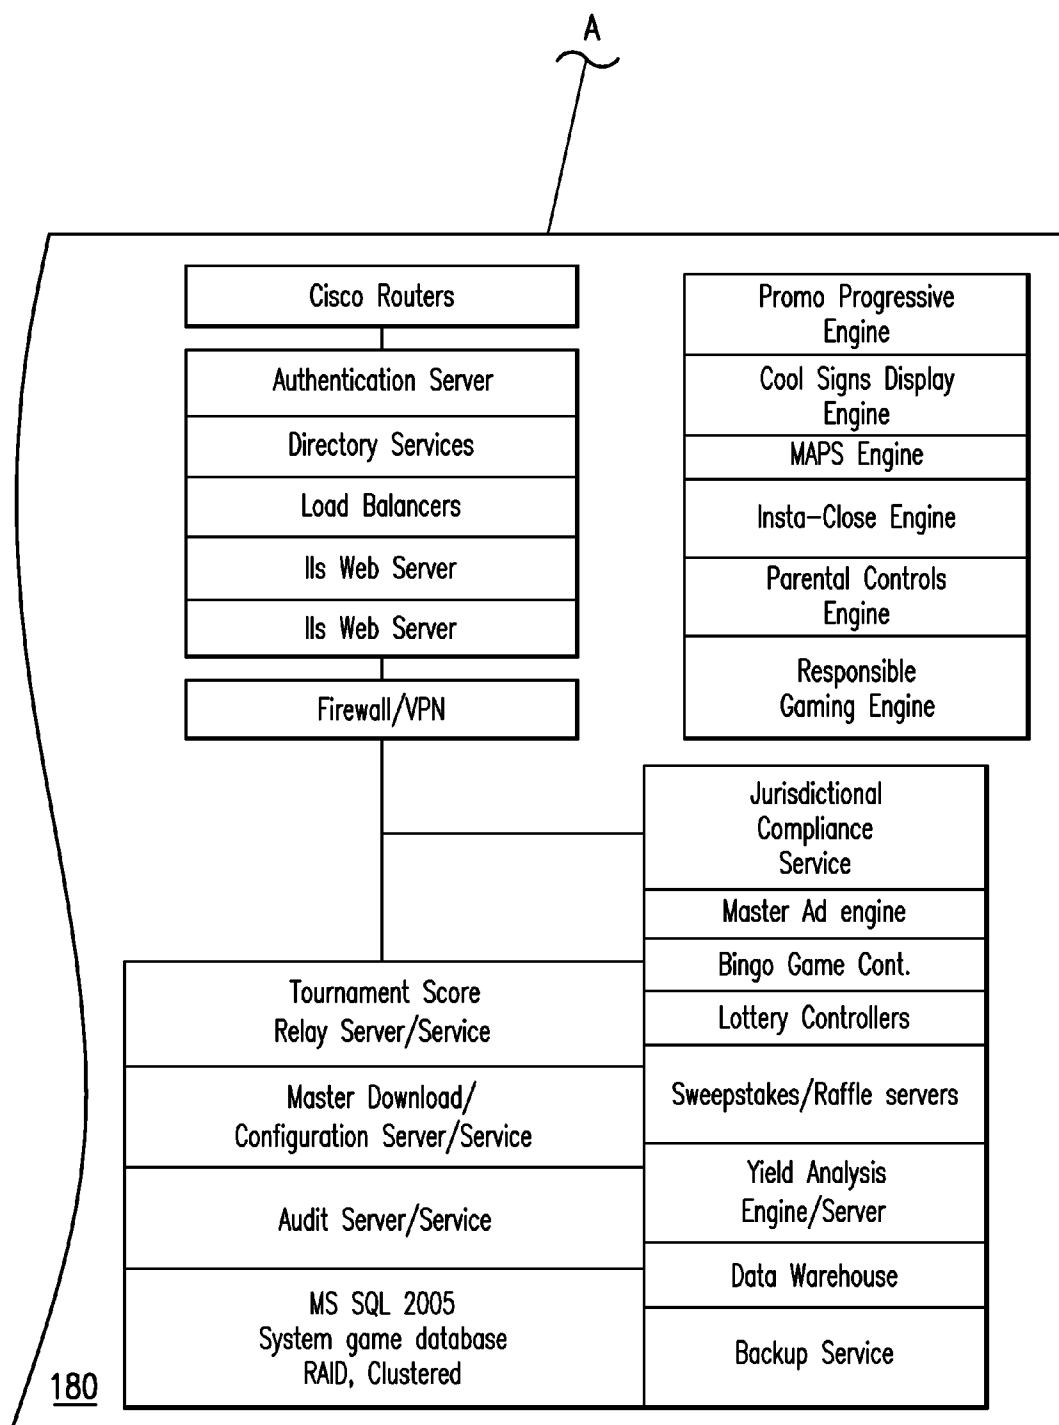 A
Cisco Routers
Authentication Server
Directory Services
Load Balancers
IIs Web Server
IIs Web Server
Firewall/VPN
Promo Progressive
Engine
Cool Signs Display
Engine
MAPS Engine
Insta-Close Engine
Parental Controls
Engine
Responsible
Gaming Engine
Jurisdictional
Compliance
Service
Master Ad engine
Bingo Game Cont.
Lottery Controllers
Sweepstakes/Raffle servers
Yield Analysis
Engine/Server
Data Warehouse
Backup Service
Tournament Score
Relay Server/Service
Master Download/
Configuration Server/Service
Audit Server/Service
MS SQL 2005
System game database
RAID, Clustered
180